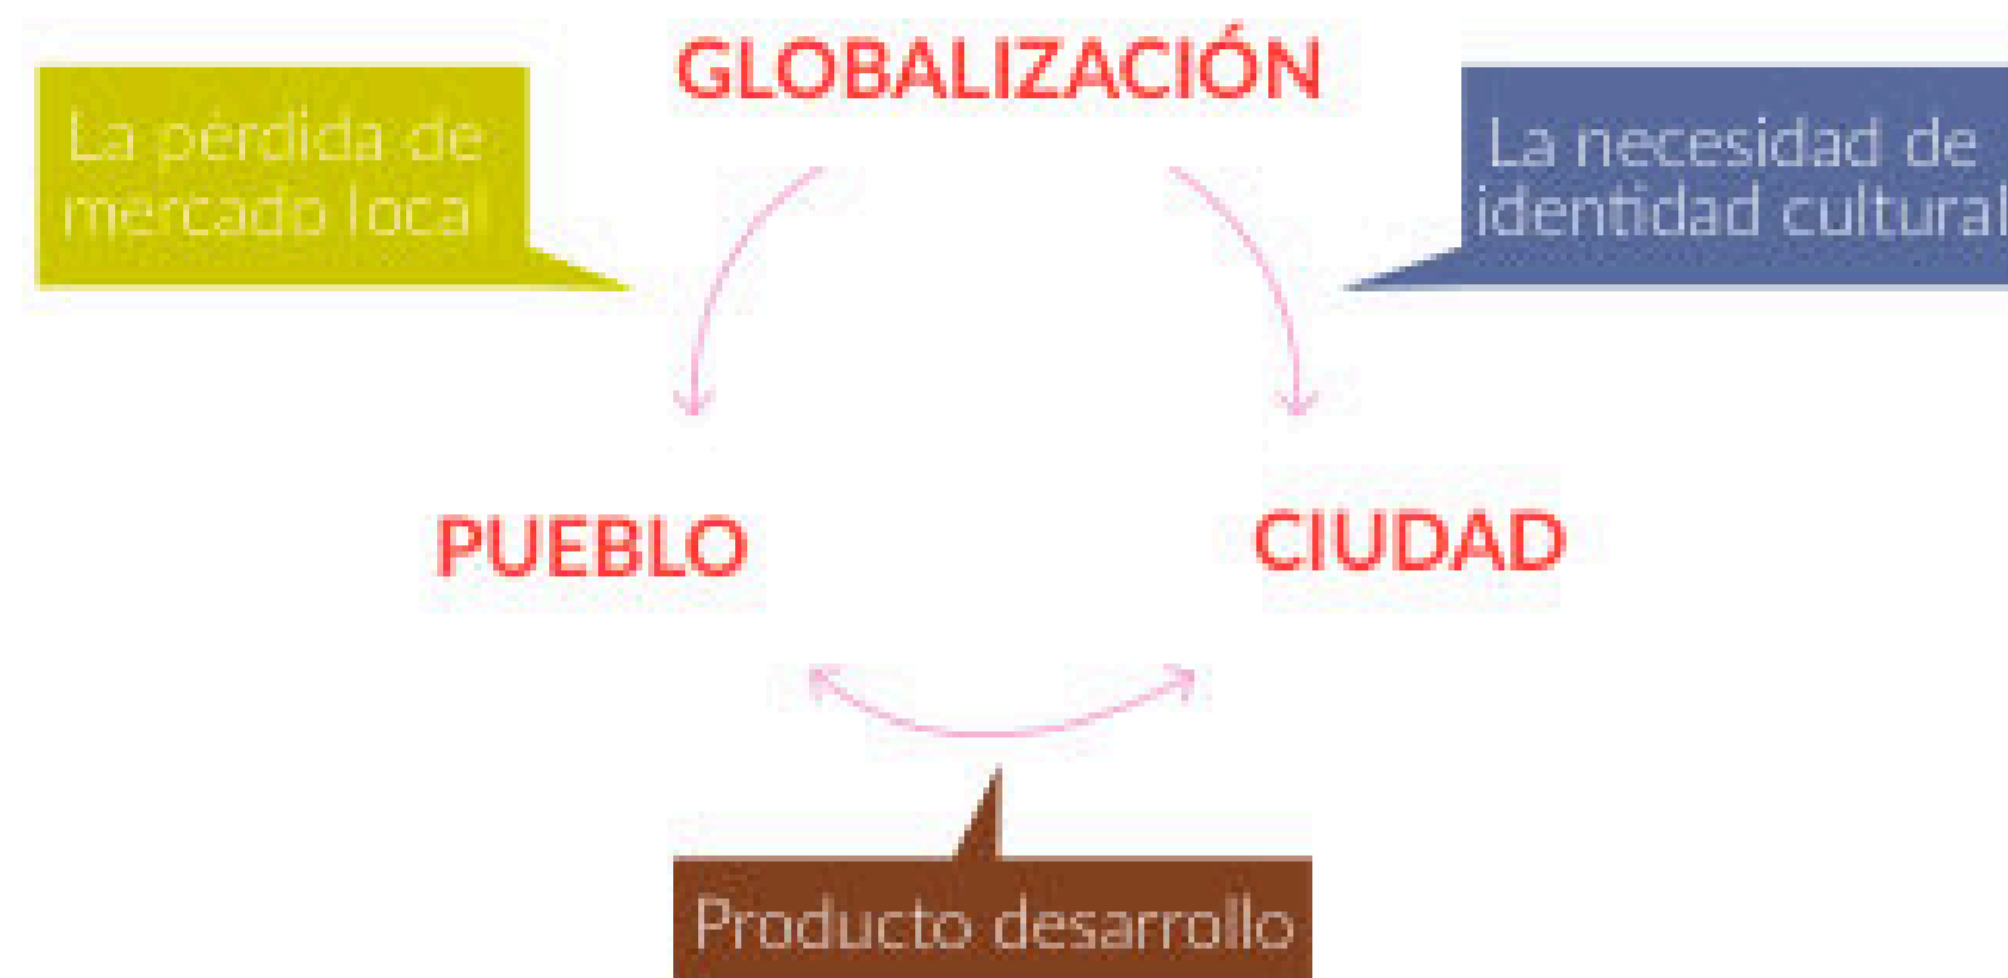 GLOBALIZACIÓN
La pérdida de
mercado local
La necesidad de
identidad cultural
PUEBLO
CIUDAD
Producto desarrollo